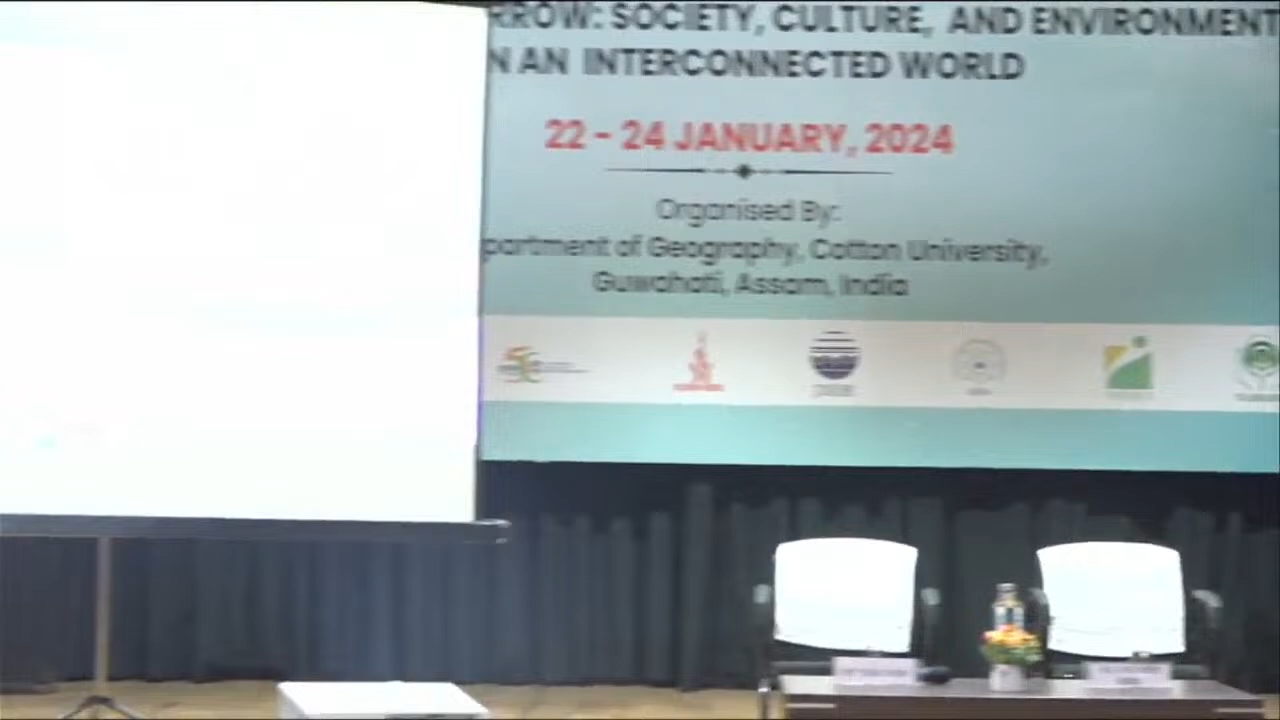 RROW: SOCIETY, CULTURE, AND ENVIRONMENT
N AN INTERCONNECTED WORLD
22 - 24 JANUARY, 2024
Organised By:
partment of Geography, Cotton University,
Guwahati, Assam, India